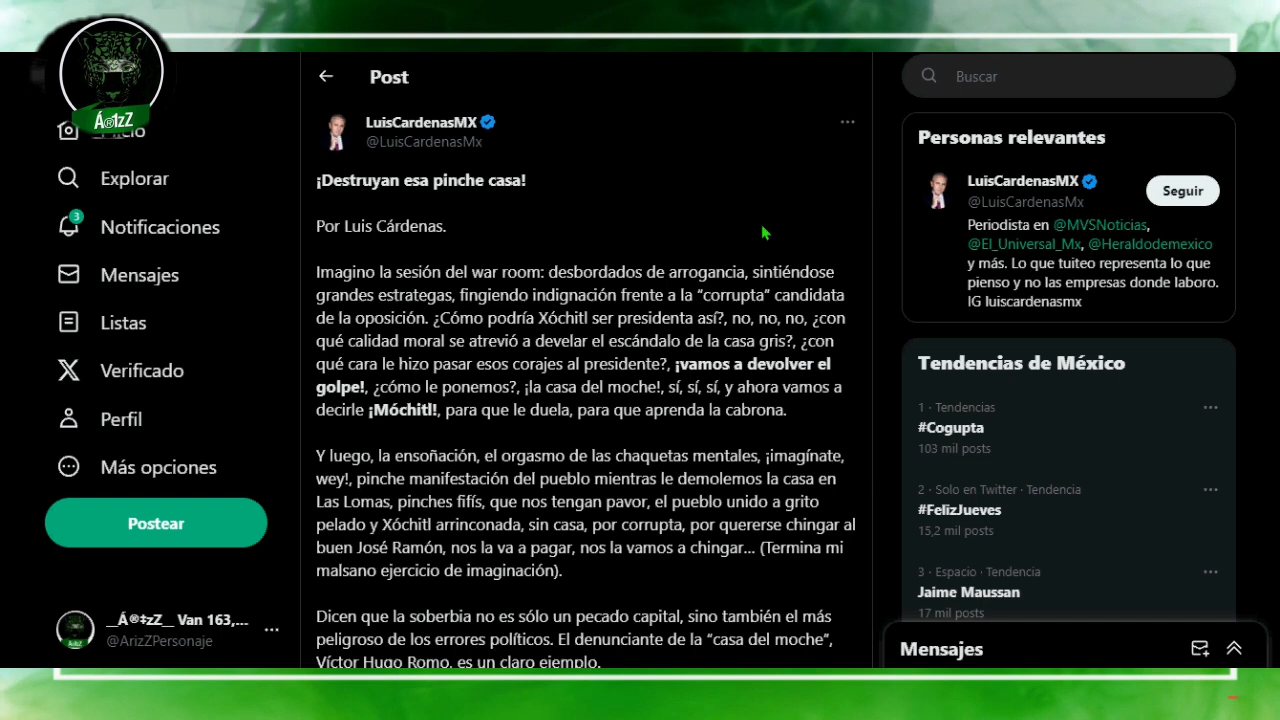 Á®1zZ
Inicio
Explorar
3
Notificaciones
Mensajes
Listas
Verificado
Perfil
Más opciones
Postear
__Á®‡zZ__ Van 163,...
@ArizZPersonaje
Post
LuisCardenasMX
@LuisCardenasMx
¡Destruyan esa pinche casa!
Por Luis Cárdenas.
Imagino la sesión del war room: desbordados de arrogancia, sintiéndose
grandes estrategas, fingiendo indignación frente a la “corrupta” candidata
de la oposición. ¿Cómo podría Xóchitl ser presidenta así?, no, no, no, ¿con
qué calidad moral se atrevió a develar el escándalo de la casa gris?, ¿con
qué cara le hizo pasar esos corajes al presidente?, ¡vamos a devolver el
golpe!, ¿cómo le ponemos?, ¡la casa del moche!, sí, sí, sí, y ahora vamos a
decirle ¡Móchitl!, para que le duela, para que aprenda la cabrona.
Y luego, la ensoñación, el orgasmo de las chaquetas mentales, ¡imagínate,
wey!, pinche manifestación del pueblo mientras le demolemos la casa en
Las Lomas, pinches fifís, que nos tengan pavor, el pueblo unido a grito
pelado y Xóchitl arrinconada, sin casa, por corrupta, por quererse chingar al
buen José Ramón, nos la va a pagar, nos la vamos a chingar... (Termina mi
malsano ejercicio de imaginación).
Dicen que la soberbia no es sólo un pecado capital, sino también el más
peligroso de los errores políticos. El denunciante de la “casa del moche”,
Víctor Hugo Romo, es un claro ejemplo.
Buscar
Personas relevantes
LuisCardenasMX
@LuisCardenasMx
Seguir
Periodista en @MVSNoticias,
@El_Universal_Mx, @Heraldodemexico
y más. Lo que tuiteo representa lo que
pienso y no las empresas donde laboro.
IG luiscardenasmx
Tendencias de México
1 · Tendencias
#Cogupta
103 mil posts
2 · Solo en Twitter · Tendencia
#FelizJueves
15,2 mil posts
3 · Espacio · Tendencia
Jaime Maussan
17 mil posts
Mensajes